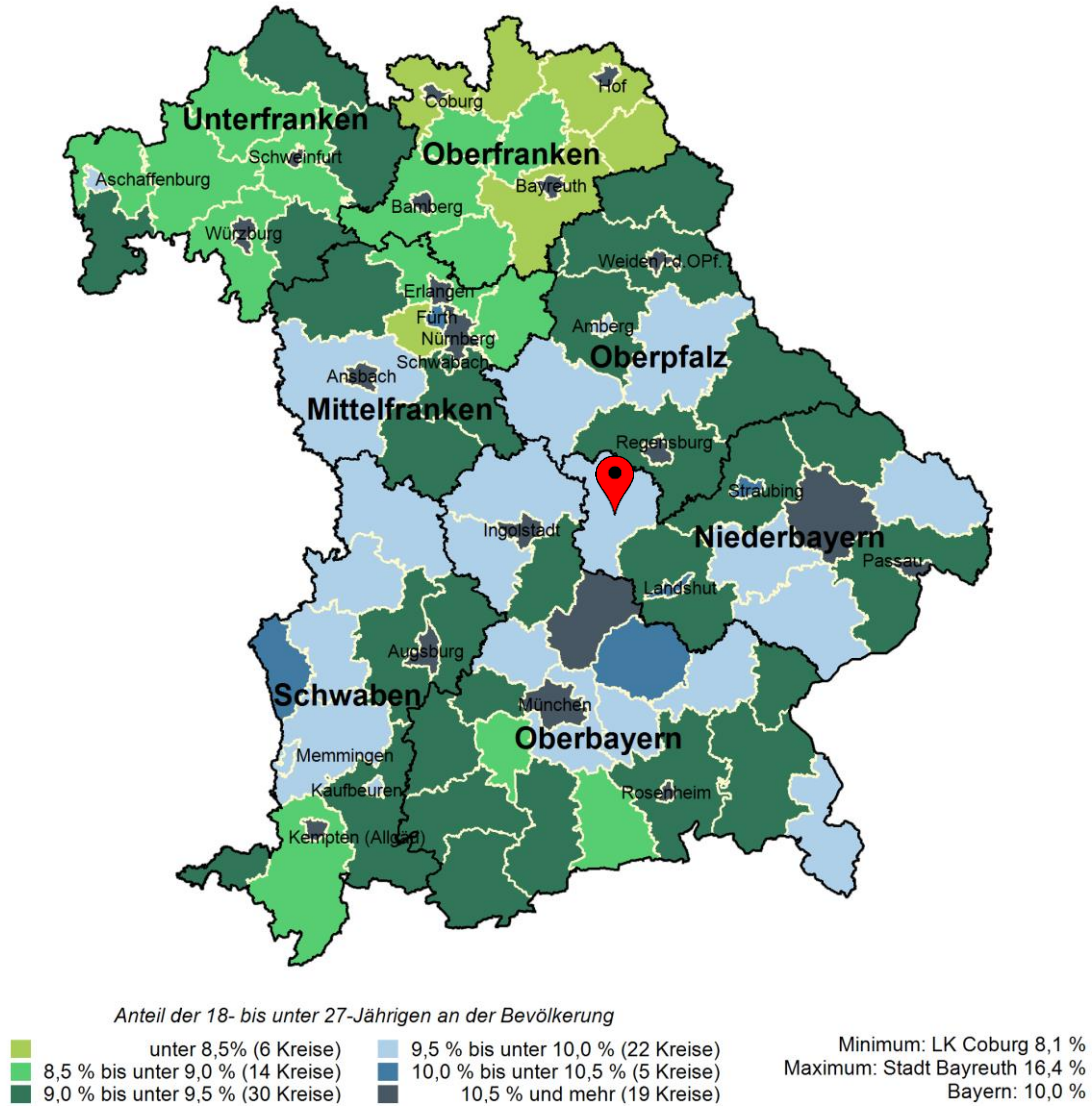 Hof
Coburg
Unterfranken
Oberfranken
Schweinfurt
Aschaffenburg
Bayreuth
Bamberg
Würzburg
Weiden i.d.OPf.
Erlangen
Fürth
Amberg
Nürnberg
Oberpfalz
Schwabach
Ansbach
Mittelfranken
Regensburg
Straubing
Ingolstadt
Niederbayern
Passau
Landshut
Augsburg
Schwaben
München
Oberbayern
Memmingen
Kaufbeuren
Rosenheim
Kempten (Allgäu)
Anteil der 18- bis unter 27-Jährigen an der Bevölkerung
unter 8,5% (6 Kreise)
8,5 % bis unter 9,0 % (14 Kreise)
9,0 % bis unter 9,5 % (30 Kreise)
9,5 % bis unter 10,0 % (22 Kreise)
10,0 % bis unter 10,5 % (5 Kreise)
10,5 % und mehr (19 Kreise)
Minimum: LK Coburg 8,1 %
Maximum: Stadt Bayreuth 16,4 %
Bayern: 10,0 %